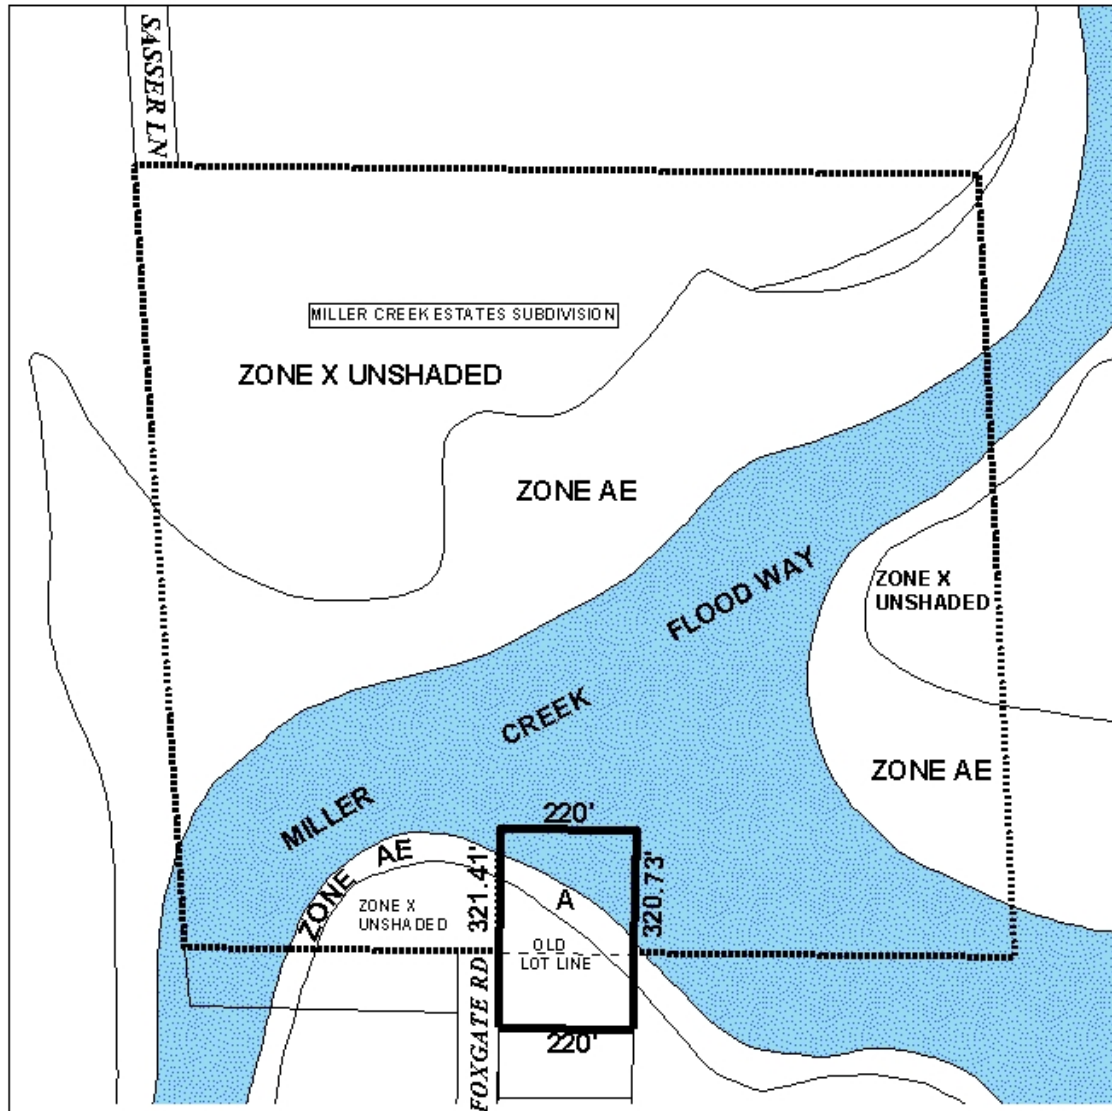 SASSER LN
MILLER CREEK ESTATES SUBDIVISION
ZONE X UNSHADED
ZONE AE
FLOOD WAY
ZONE X
UNSHADED
CREEK
ZONE AE
MILLER
220'
ZONE AE
321.41'
A
320.73'
ZONE X
UNSHADED
OLD
LOT LINE
FOXGATE RD
220'